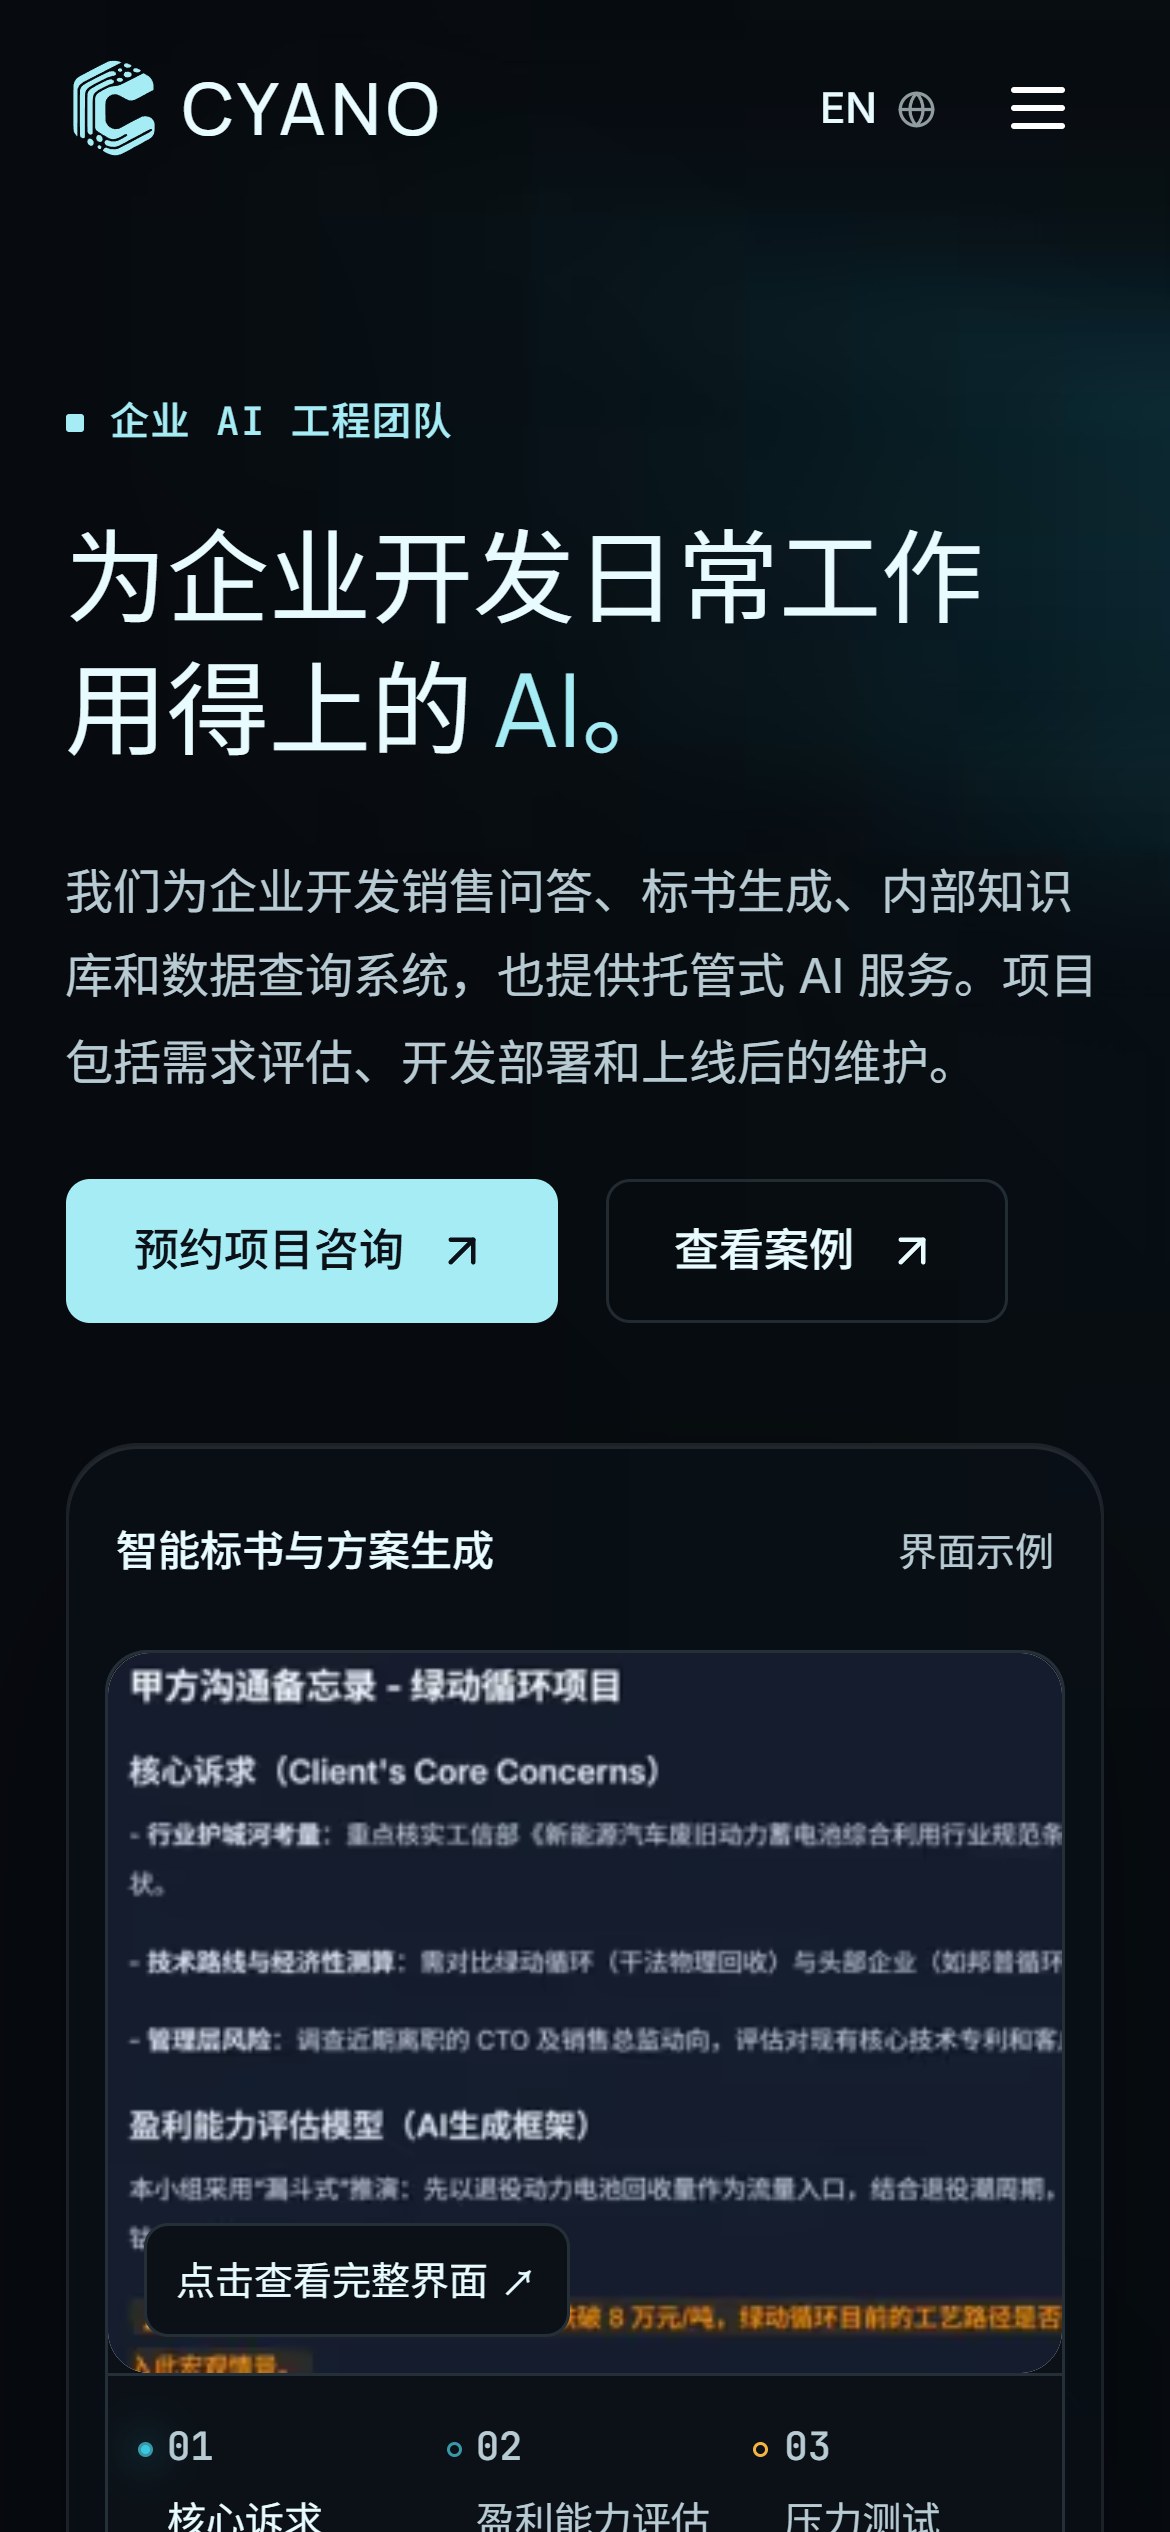 CYANO
EN
企业 AI 工程团队
为企业开发日常工作
用得上的 AI。
我们为企业开发销售问答、标书生成、内部知识
库和数据查询系统，也提供托管式 AI 服务。项目
包括需求评估、开发部署和上线后的维护。
预约项目咨询
查看案例
智能标书与方案生成
界面示例
甲方沟通备忘录 - 绿动循环项目
核心诉求（Client's Core Concerns）
- 行业护城河考量：重点核实工信部《新能源汽车废旧动力蓄电池综合利用行业规范条
状。
- 技术路线与经济性测算：需对比绿动循环（干法物理回收）与头部企业（如邦普循环
- 管理层风险：调查近期离职的 CTO 及销售总监动向，评估对现有核心技术专利和客
盈利能力评估模型（AI生成框架）
本小组采用“漏斗式”推演：先以退役动力电池回收量作为流量入口，结合退役潮周期，
点击查看完整界面 ↗
破 8 万元/吨，绿动循环目前的工艺路径是否
入此宏观情景。
01
02
03
核心诉求
盈利能力评估
压力测试